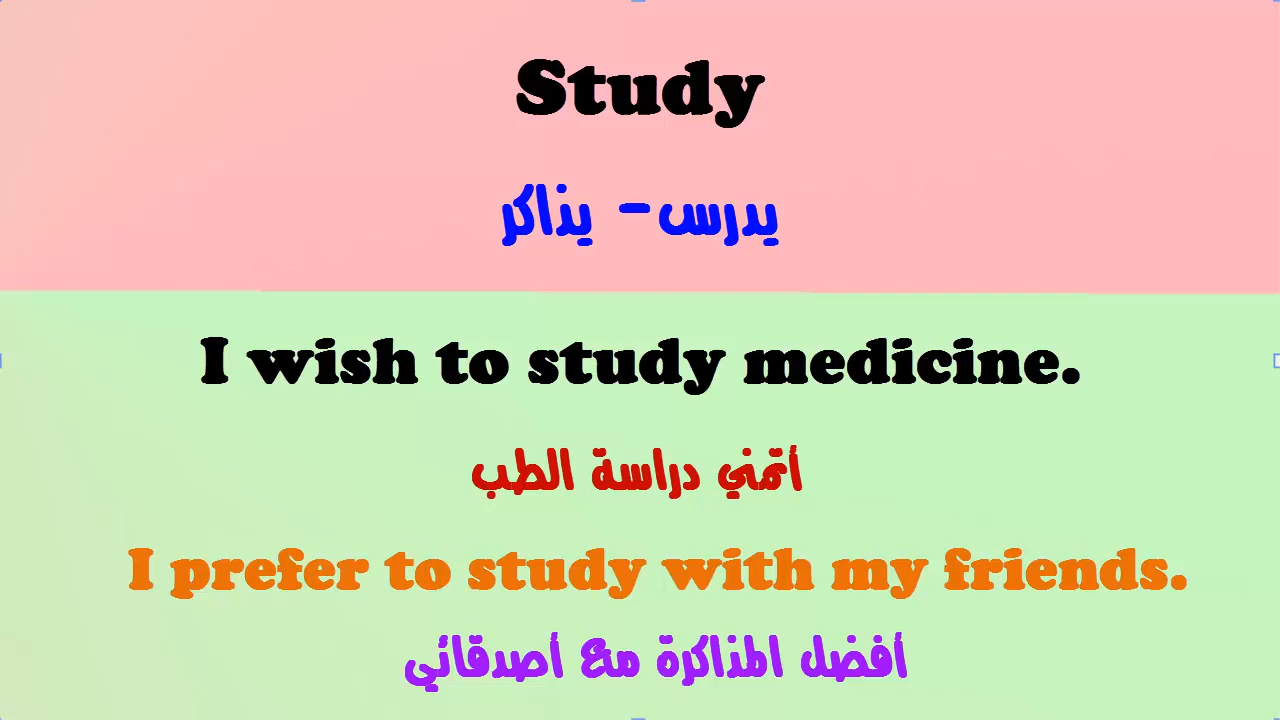 Study
يدرس- يذاكر
I wish to study medicine.
أتمني دراسة الطب
I prefer to study with my friends.
أفضل المذاكرة مع أصدقائي